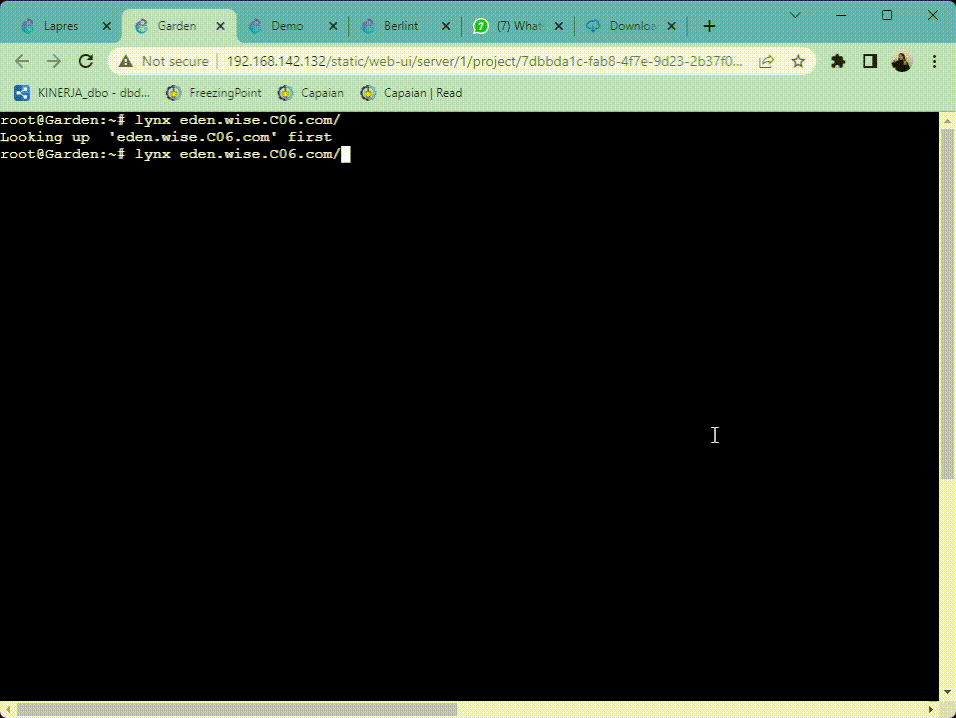 Lapres
Garden
Demo
Berlint
(7) What
Downloa
Not secure
192.168.142.132/static/web-ui/server/1/project/7dbbda1c-fab8-4f7e-9d23-2b37f0...
KINERJA_dbo - dbd...
FreezingPoint
Capaian
Capaian | Read
root@Garden:~# lynx eden.wise.C06.com/
Looking up  'eden.wise.C06.com' first
root@Garden:~# lynx eden.wise.C06.com/